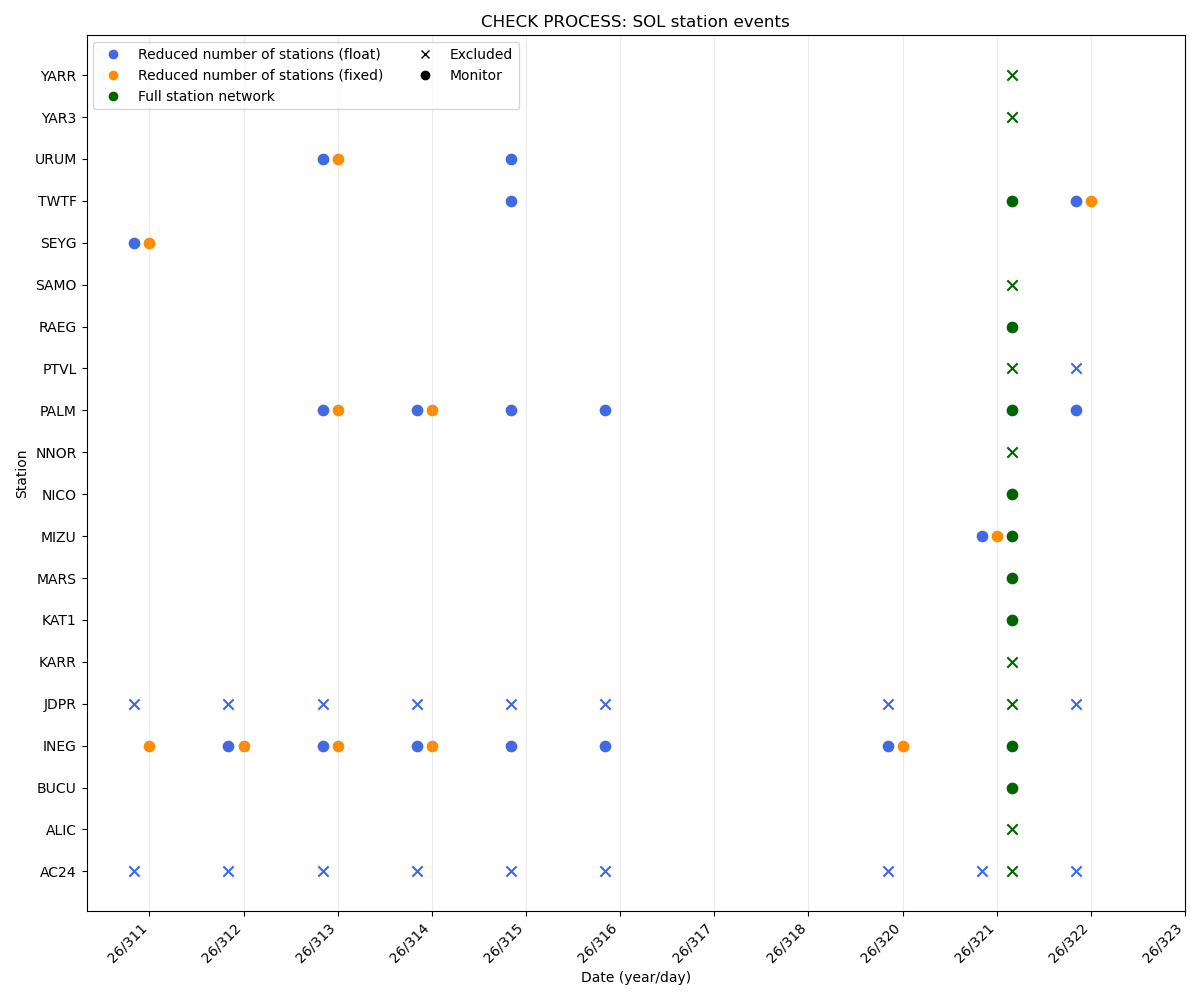 CHECK PROCESS: SOL station events
Reduced number of stations (float)
Reduced number of stations (fixed)
Full station network
Excluded
Monitor
YARR
YAR3
URUM
TWTF
SEYG
SAMO
RAEG
PTVL
PALM
NNOR
NICO
MIZU
MARS
KAT1
KARR
JDPR
INEG
BUCU
ALIC
AC24
Station
26/311
26/312
26/313
26/314
26/315
26/316
26/317
26/318
26/320
26/321
26/322
26/323
Date (year/day)